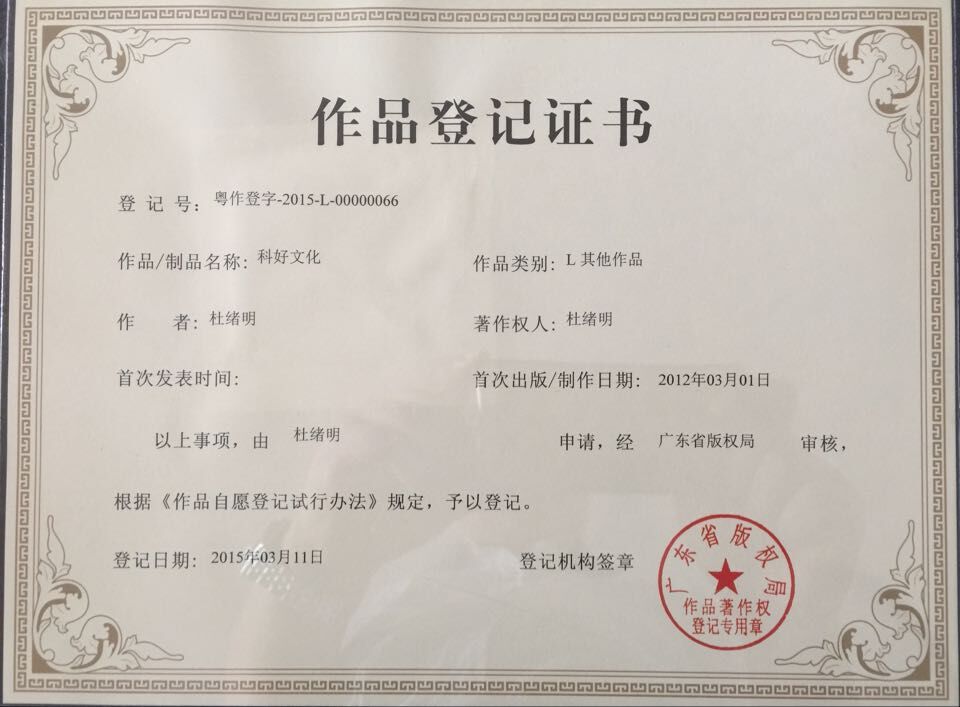 作品登记证书
登 记 号：粤作登字-2015-L-00000066
作品/制品名称：科好文化 作品类别：L 其他作品
作 者：杜绪明 著作权人：杜绪明
首次发表时间： 首次出版/制作日期：2012年03月01日
以上事项，由 杜绪明 申请，经 广东省版权局 审核，
根据《作品自愿登记试行办法》规定，予以登记。
登记日期：2015年03月11日 登记机构签章
广东省版权局
作品著作权
登记专用章